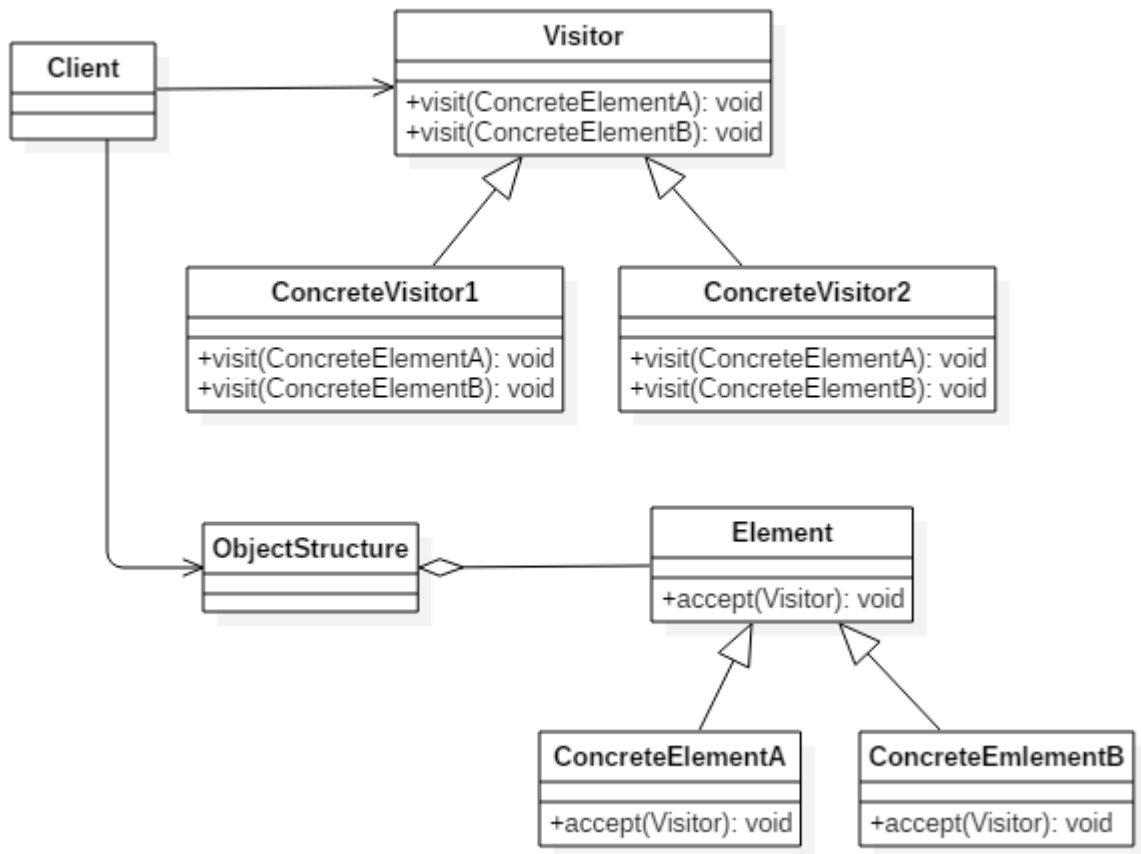 Client
Visitor
+visit(ConcreteElementA): void
+visit(ConcreteElementB): void
ConcreteVisitor1
+visit(ConcreteElementA): void
+visit(ConcreteElementB): void
ConcreteVisitor2
+visit(ConcreteElementA): void
+visit(ConcreteElementB): void
ObjectStructure
Element
+accept(Visitor): void
ConcreteElementA
+accept(Visitor): void
ConcreteEmlementB
+accept(Visitor): void